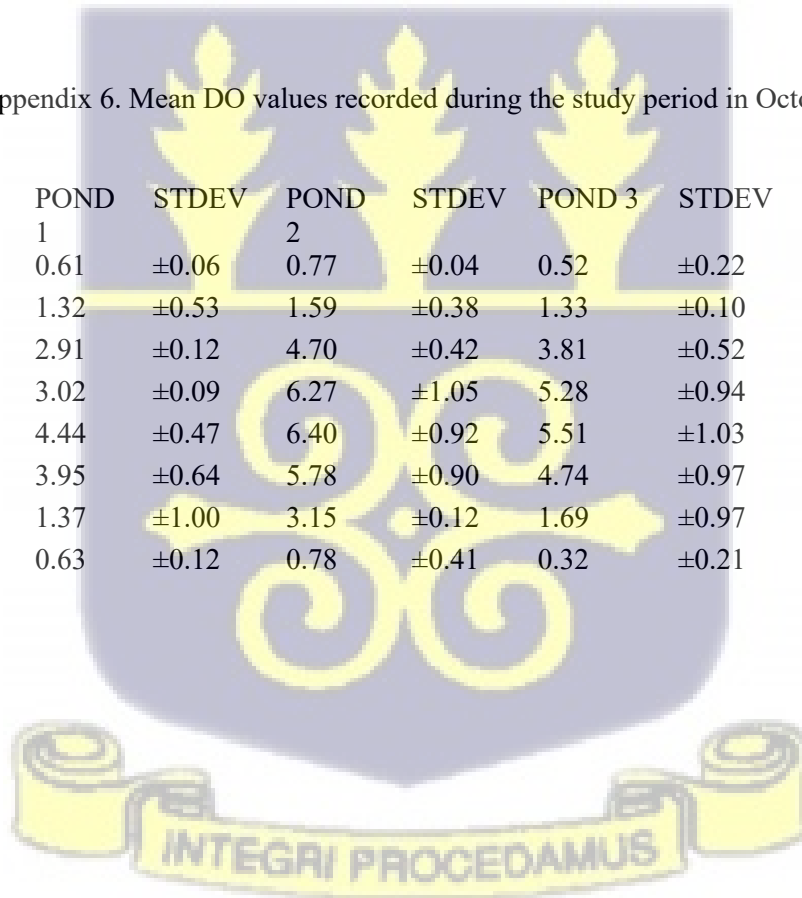 ppendix 6. Mean DO values recorded during the study period in Octo
POND STDEV POND STDEV POND 3 STDEV
1 2
0.61 ±0.06 0.77 ±0.04 0.52 ±0.22
1.32 ±0.53 1.59 ±0.38 1.33 ±0.10
2.91 ±0.12 4.70 ±0.42 3.81 ±0.52
3.02 ±0.09 6.27 ±1.05 5.28 ±0.94
4.44 ±0.47 6.40 ±0.92 5.51 ±1.03
3.95 ±0.64 5.78 ±0.90 4.74 ±0.97
1.37 ±1.00 3.15 ±0.12 1.69 ±0.97
0.63 ±0.12 0.78 ±0.41 0.32 ±0.21
INTEGRI PROCEDAMUS